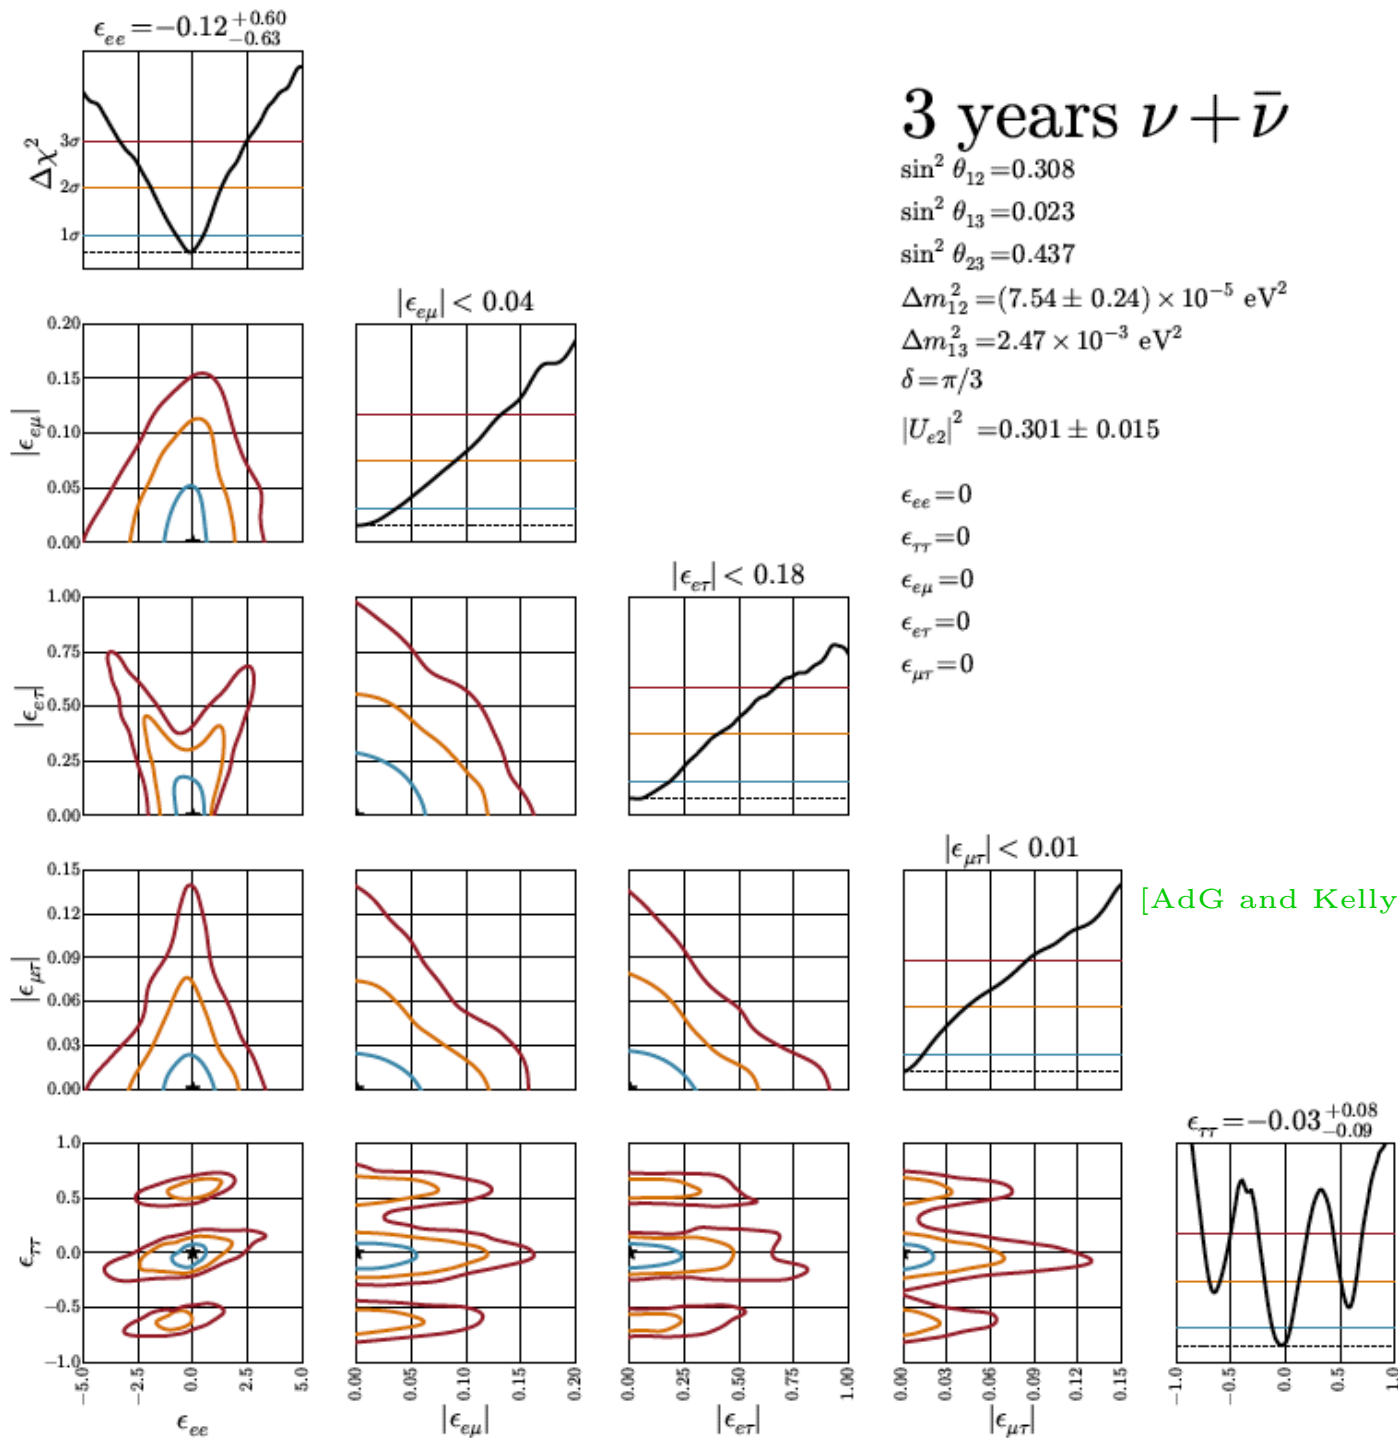 ϵ_ee = −0.12 +0.60 −0.63
3 years ν + ν̄
3σ
2σ
1σ
Δχ²
sin² θ₁₂ = 0.308
sin² θ₁₃ = 0.023
sin² θ₂₃ = 0.437
Δm²₁₂ = (7.54 ± 0.24) × 10⁻⁵ eV²
Δm²₁₃ = 2.47 × 10⁻³ eV²
δ = π/3
|U_e2|² = 0.301 ± 0.015
ϵ_ee = 0
ϵ_ττ = 0
ϵ_eμ = 0
ϵ_eτ = 0
ϵ_μτ = 0
|ϵ_eμ| < 0.04
0.20
0.15
0.10
0.05
0.00
|ϵ_eμ|
|ϵ_eτ| < 0.18
1.00
0.75
0.50
0.25
0.00
|ϵ_eτ|
|ϵ_μτ| < 0.01
0.15
0.12
0.09
0.06
0.03
0.00
|ϵ_μτ|
[AdG and Kelly
ϵ_ττ = −0.03 +0.08 −0.09
1.0
0.5
0.0
−0.5
−1.0
ϵ_ττ
−5.0 −2.5 0.0 2.5 5.0
ϵ_ee
0.00 0.05 0.10 0.15 0.20
|ϵ_eμ|
0.00 0.25 0.50 0.75 1.00
|ϵ_eτ|
0.00 0.03 0.06 0.09 0.12 0.15
|ϵ_μτ|
−1.0 −0.5 0.0 0.5 1.0